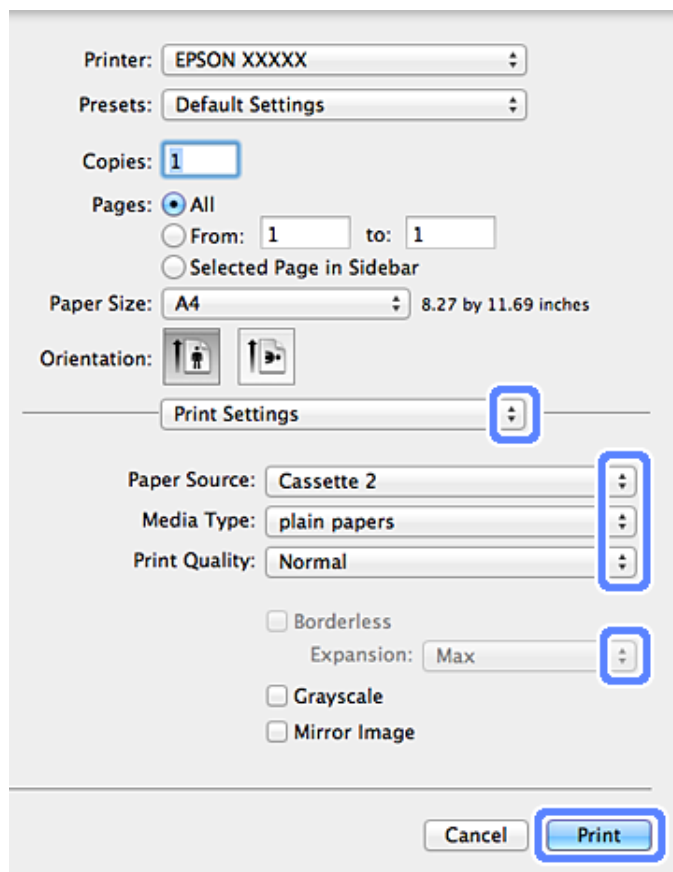 Printer: EPSON XXXXX
Presets: Default Settings
Copies: 1
Pages: All
From: 1 to: 1
Selected Page in Sidebar
Paper Size: A4 8.27 by 11.69 inches
Orientation:
Print Settings
Paper Source: Cassette 2
Media Type: plain papers
Print Quality: Normal
Borderless
Expansion: Max
Grayscale
Mirror Image
Cancel Print